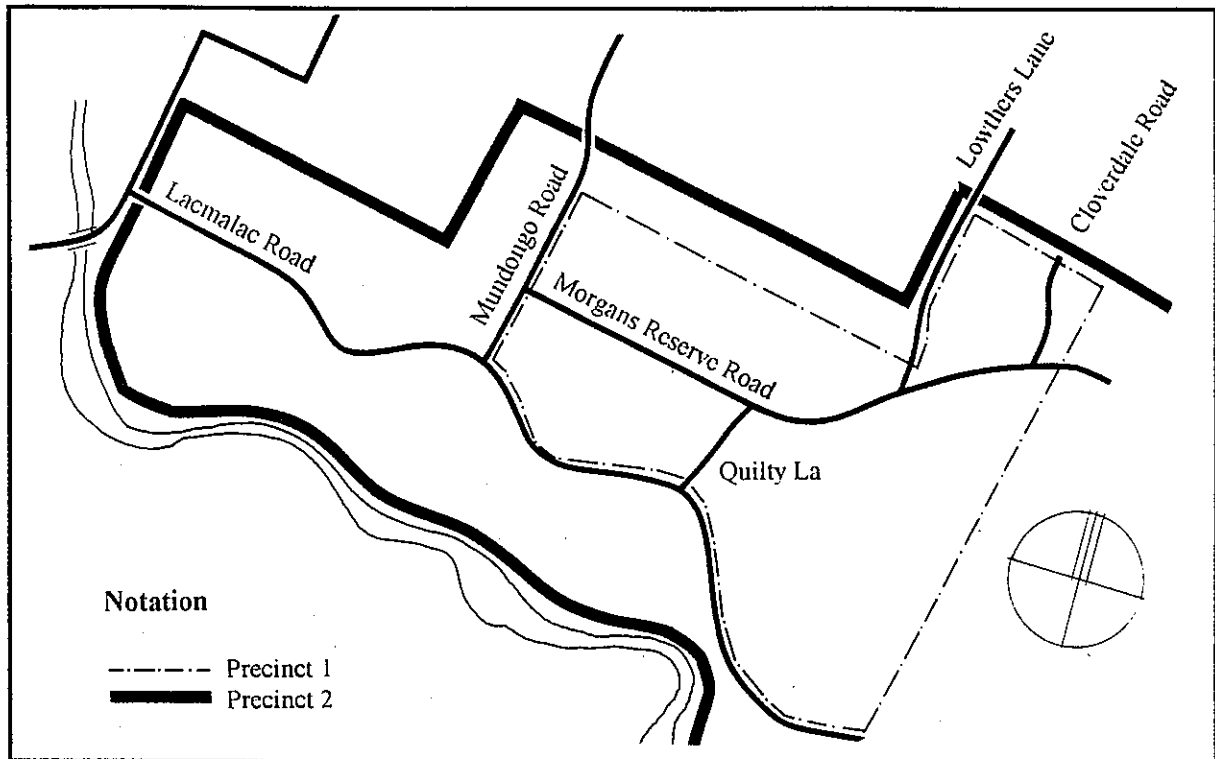 Lowthers Lane
Cloverdale Road
Lacmalac Road
Mundongo Road
Morgans Reserve Road
Quilty La
Notation
Precinct 1
Precinct 2